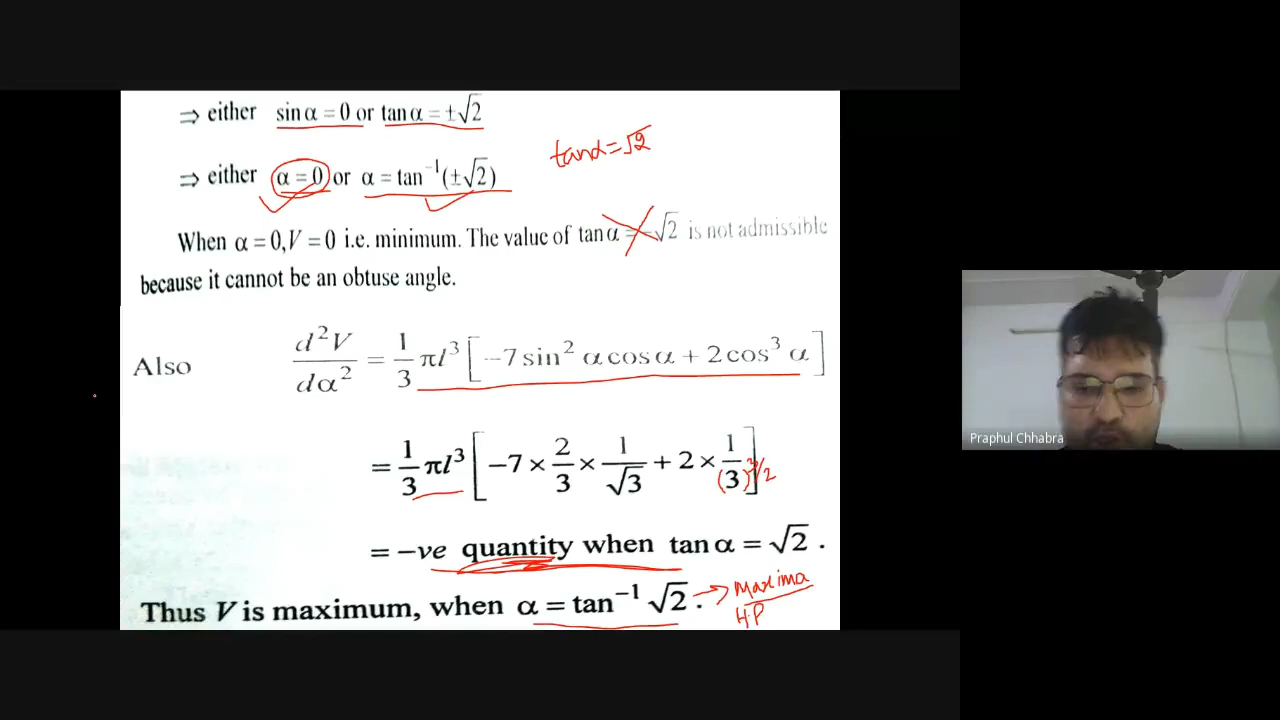 ⇒ either sin α = 0 or tan α = ±√2
tanα=√2
⇒ either α = 0 or α = tan⁻¹(±√2)
When α = 0, V = 0 i.e. minimum. The value of tan α = –√2 is not admissible
because it cannot be an obtuse angle.
Also d²V/dα² = 1/3 πl³ [–7 sin² α cos α + 2 cos³ α]
= 1/3 πl³ [–7 × 2/3 × 1/√3 + 2 × 1/(3)^3/2]
= –ve quantity when tan α = √2 .
Thus V is maximum, when α = tan⁻¹ √2 . → Maxima
H.P
Praphul Chhabra